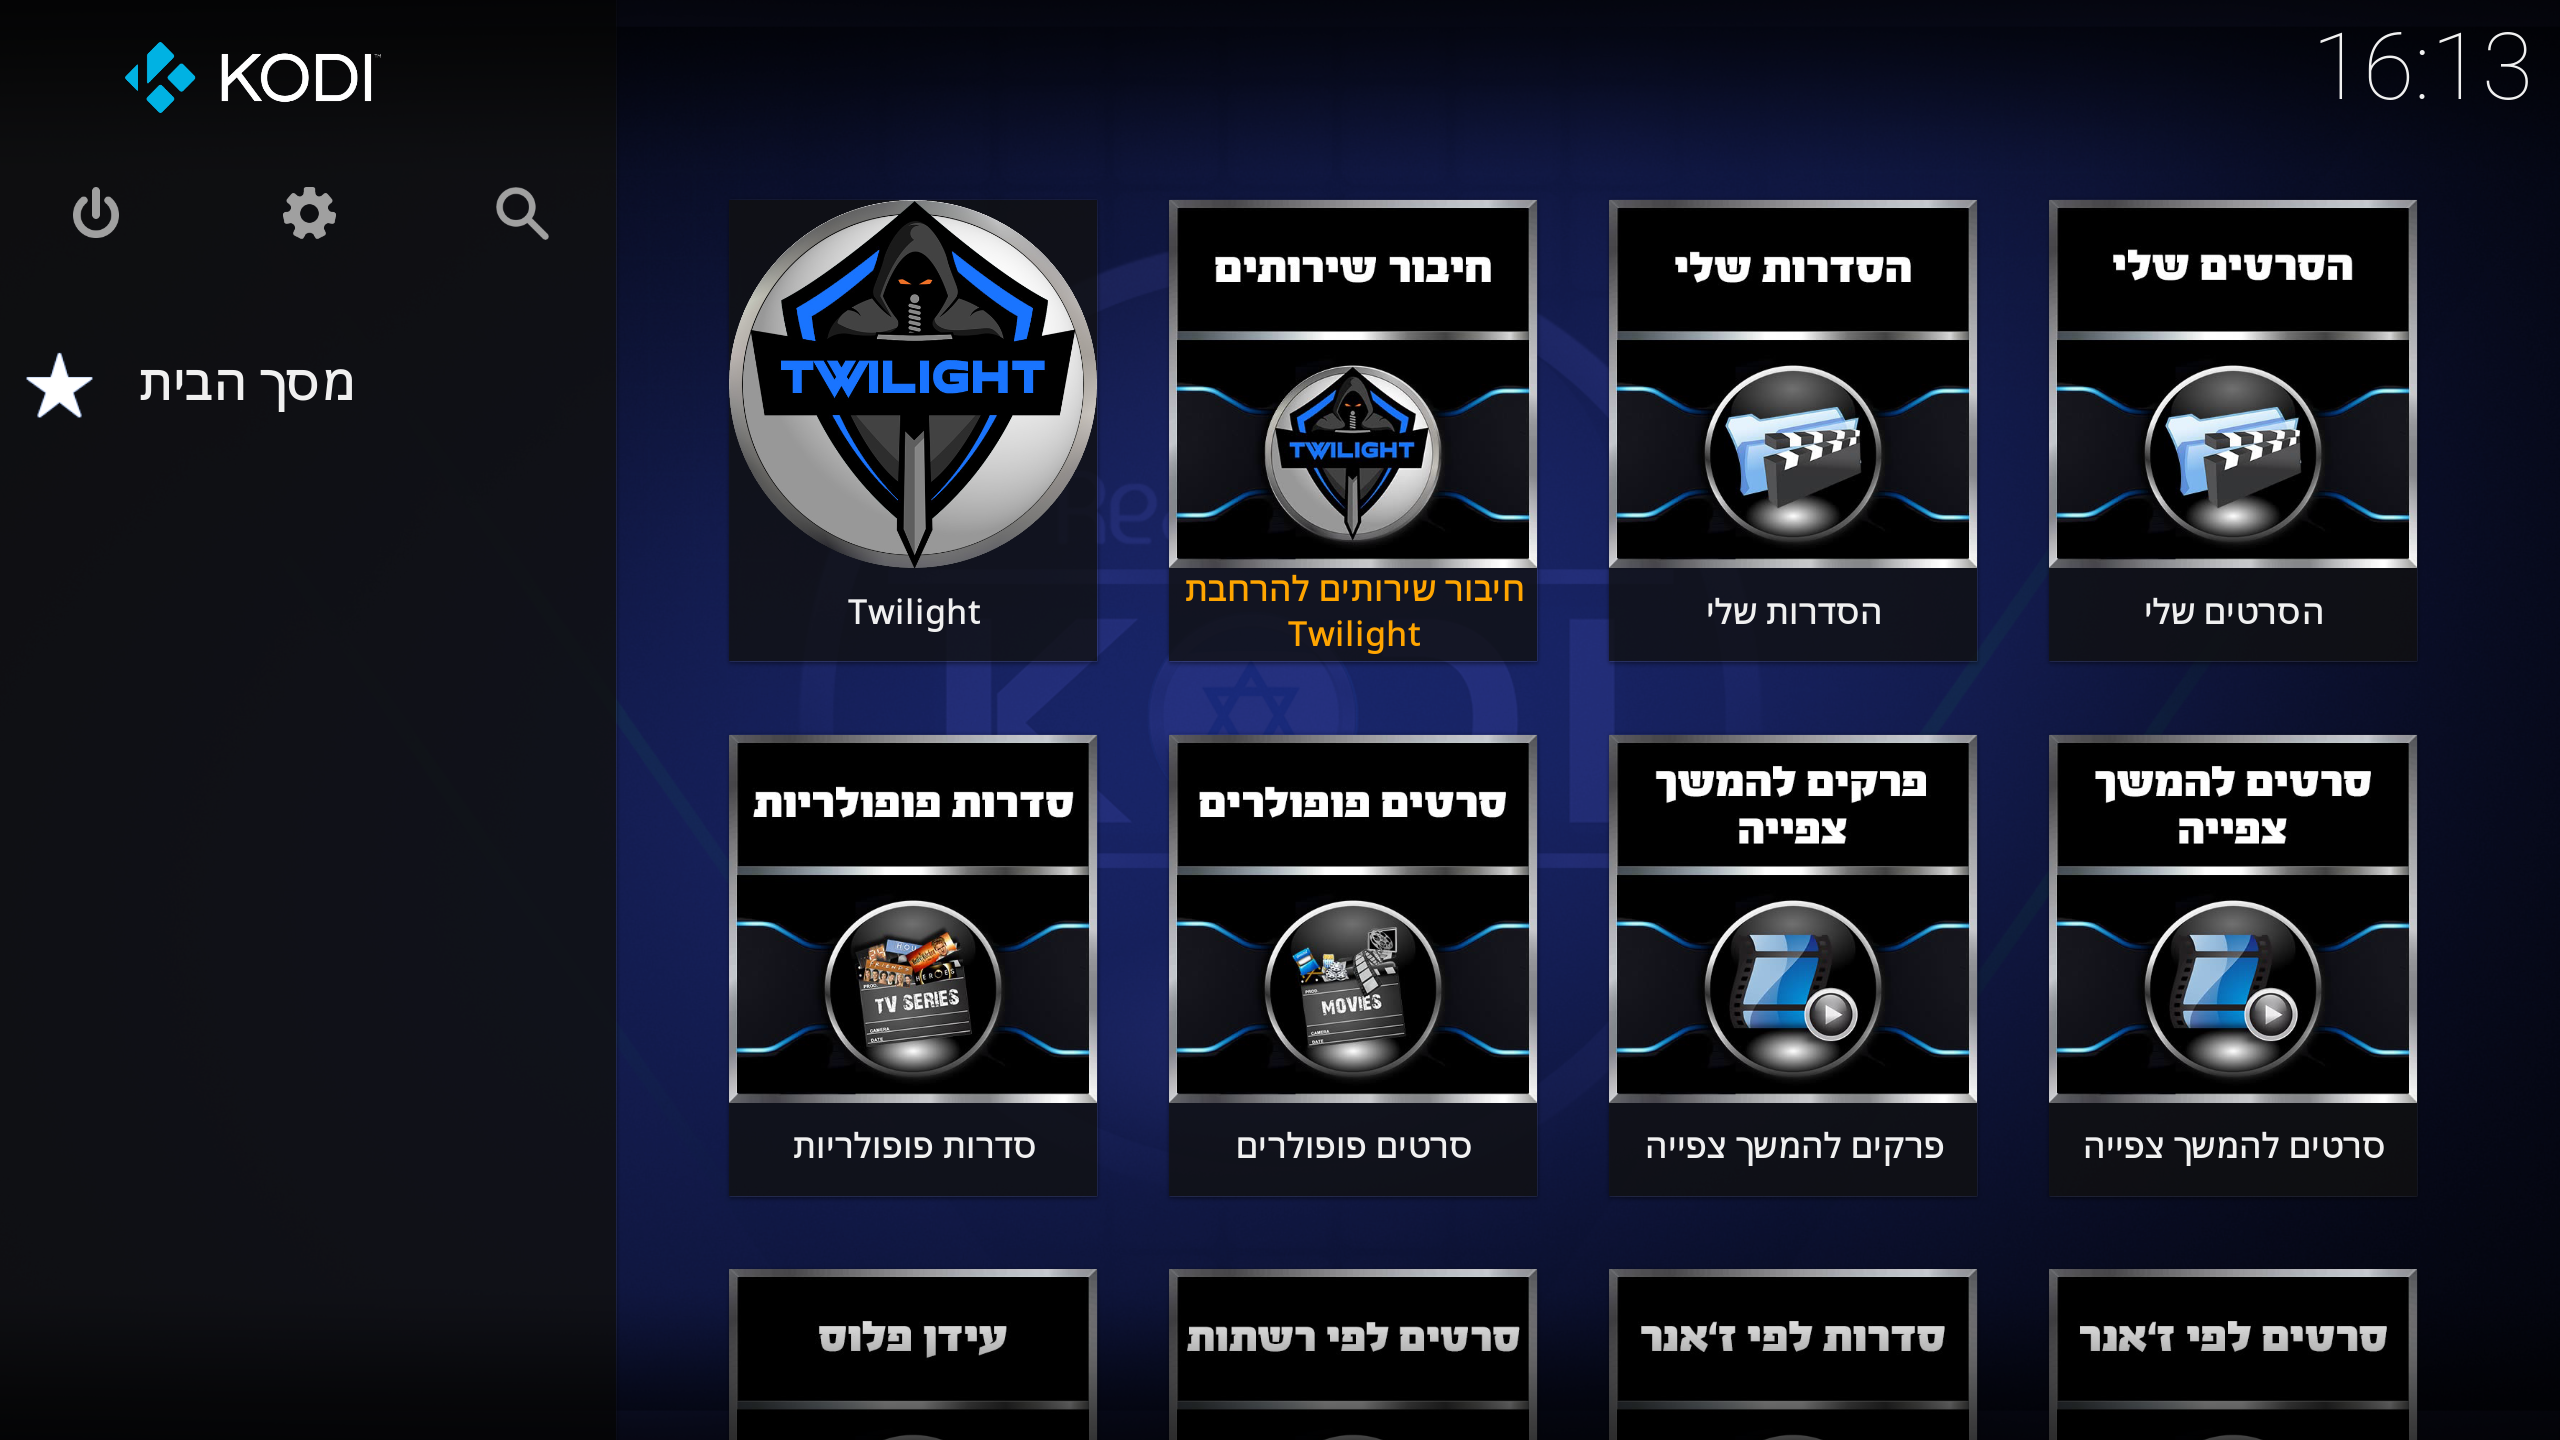 KODI
16:13
מסך הבית
TWILIGHT
Twilight
חיבור שירותים
TWILIGHT
חיבור שירותים להרחבת
Twilight
הסדרות שלי
הסדרות שלי
הסרטים שלי
הסרטים שלי
סדרות פופולריות
TV SERIES
סדרות פופולריות
סרטים פופולרים
MOVIES
סרטים פופולרים
פרקים להמשך
צפייה
פרקים להמשך צפייה
סרטים להמשך
צפייה
סרטים להמשך צפייה
עידן פלוס
סרטים לפי רשתות
סדרות לפי ז'אנר
סרטים לפי ז'אנר